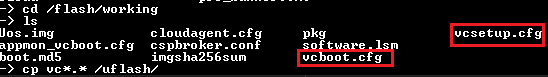 -> cd /flash/working
-> ls
Uos.img cloudagent.cfg pkg vcsetup.cfg
appmon_vcboot.cfg cspbroker.conf software.lsm
boot.md5 imgsha256sum vcboot.cfg
-> cp vc*.* /uflash/